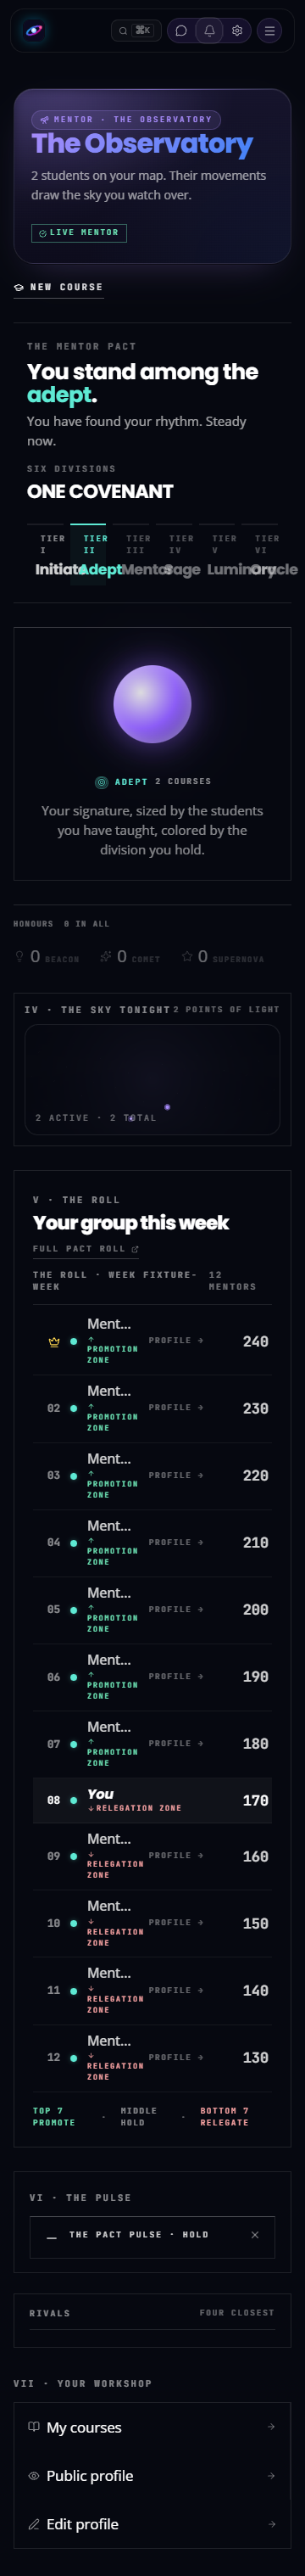 ⌘K
MENTOR · THE OBSERVATORY
The Observatory
2 students on your map. Their movements
draw the sky you watch over.
LIVE MENTOR
NEW COURSE
THE MENTOR PACT
You stand among the
adept.
You have found your rhythm. Steady
now.
SIX DIVISIONS
ONE COVENANT
TIER I
Initiate
TIER II
Adept
TIER III
Mentor
TIER IV
Sage
TIER V
Luminary
TIER VI
Oracle
ADEPT 2 COURSES
Your signature, sized by the students
you have taught, colored by the
division you hold.
HONOURS 0 IN ALL
0 BEACON 0 COMET 0 SUPERNOVA
IV · THE SKY TONIGHT 2 POINTS OF LIGHT
2 ACTIVE · 2 TOTAL
V · THE ROLL
Your group this week
FULL PACT ROLL
THE ROLL · WEEK FIXTURE-
WEEK
12
MENTORS
Ment...
↑
PROMOTION
ZONE
PROFILE → 240
02 Ment...
↑
PROMOTION
ZONE
PROFILE → 230
03 Ment...
↑
PROMOTION
ZONE
PROFILE → 220
04 Ment...
↑
PROMOTION
ZONE
PROFILE → 210
05 Ment...
↑
PROMOTION
ZONE
PROFILE → 200
06 Ment...
↑
PROMOTION
ZONE
PROFILE → 190
07 Ment...
↑
PROMOTION
ZONE
PROFILE → 180
08 You
↓ RELEGATION ZONE
170
09 Ment...
↓
RELEGATION
ZONE
PROFILE → 160
10 Ment...
↓
RELEGATION
ZONE
PROFILE → 150
11 Ment...
↓
RELEGATION
ZONE
PROFILE → 140
12 Ment...
↓
RELEGATION
ZONE
PROFILE → 130
TOP 7
PROMOTE
·
MIDDLE
HOLD
·
BOTTOM 7
RELEGATE
VI · THE PULSE
THE PACT PULSE · HOLD
RIVALS FOUR CLOSEST
VII · YOUR WORKSHOP
My courses →
Public profile →
Edit profile →